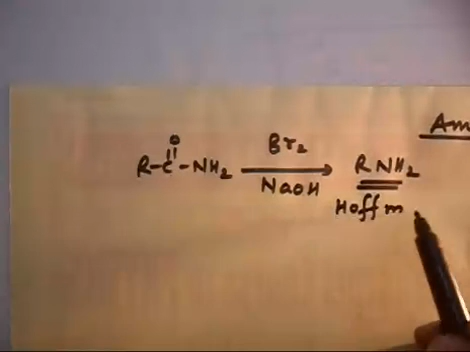 Am
O
||
R-C-NH2 Br2 NaOH → RNH2
Hoffm